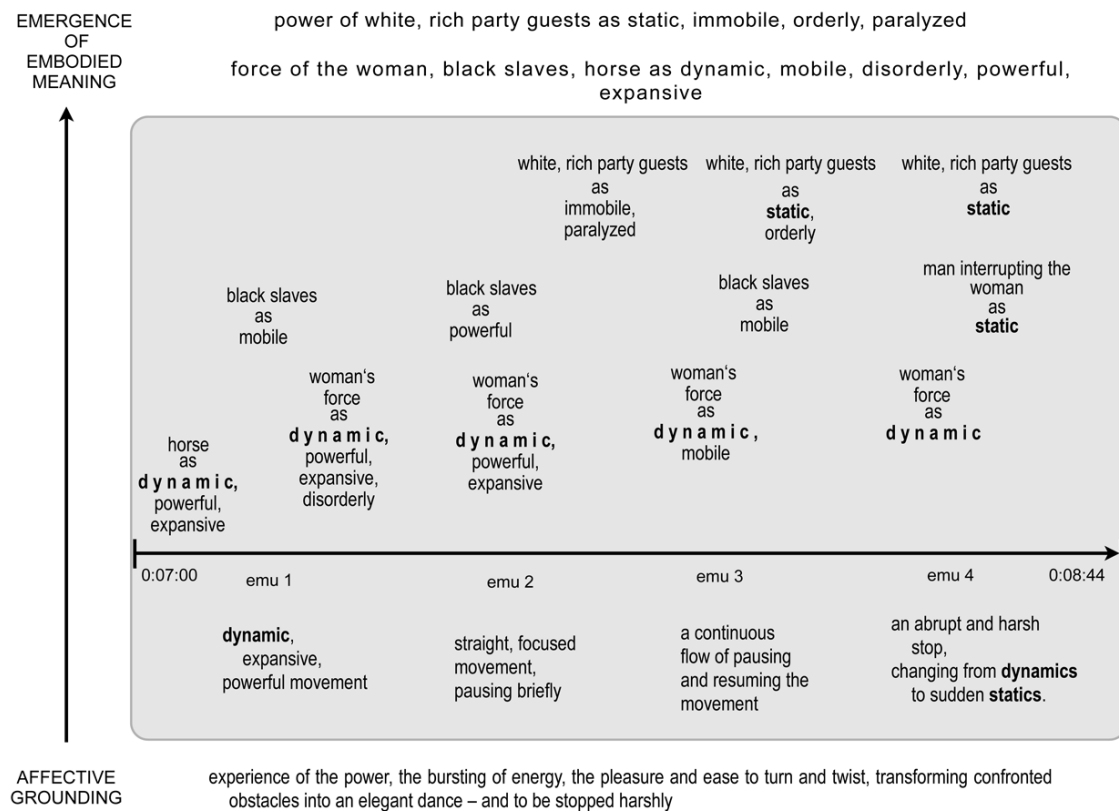 EMERGENCE
OF
EMBODIED
MEANING
power of white, rich party guests as static, immobile, orderly, paralyzed
force of the woman, black slaves, horse as dynamic, mobile, disorderly, powerful,
expansive
white, rich party guests
as
immobile,
paralyzed
white, rich party guests
as
static,
orderly
white, rich party guests
as
static
black slaves
as
mobile
black slaves
as
powerful
black slaves
as
mobile
man interrupting the
woman
as
static
horse
as
dynamic,
powerful,
expansive
woman‘s
force
as
dynamic,
powerful,
expansive,
disorderly
woman‘s
force
as
dynamic,
powerful,
expansive
woman‘s
force
as
dynamic,
mobile
woman‘s
force
as
dynamic
0:07:00
emu 1
emu 2
emu 3
emu 4
0:08:44
dynamic,
expansive,
powerful movement
straight, focused
movement,
pausing briefly
a continuous
flow of pausing
and resuming the
movement
an abrupt and harsh
stop,
changing from dynamics
to sudden statics.
AFFECTIVE
GROUNDING
experience of the power, the bursting of energy, the pleasure and ease to turn and twist, transforming confronted
obstacles into an elegant dance – and to be stopped harshly